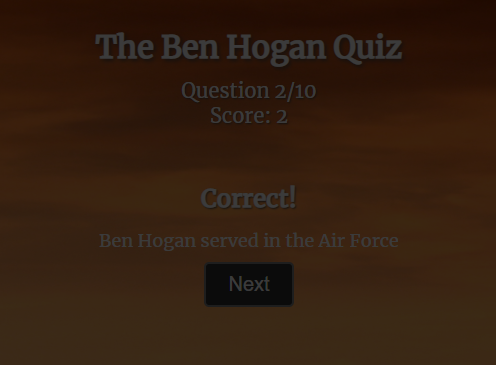 The Ben Hogan Quiz
Question 2/10
Score: 2
Correct!
Ben Hogan served in the Air Force
Next